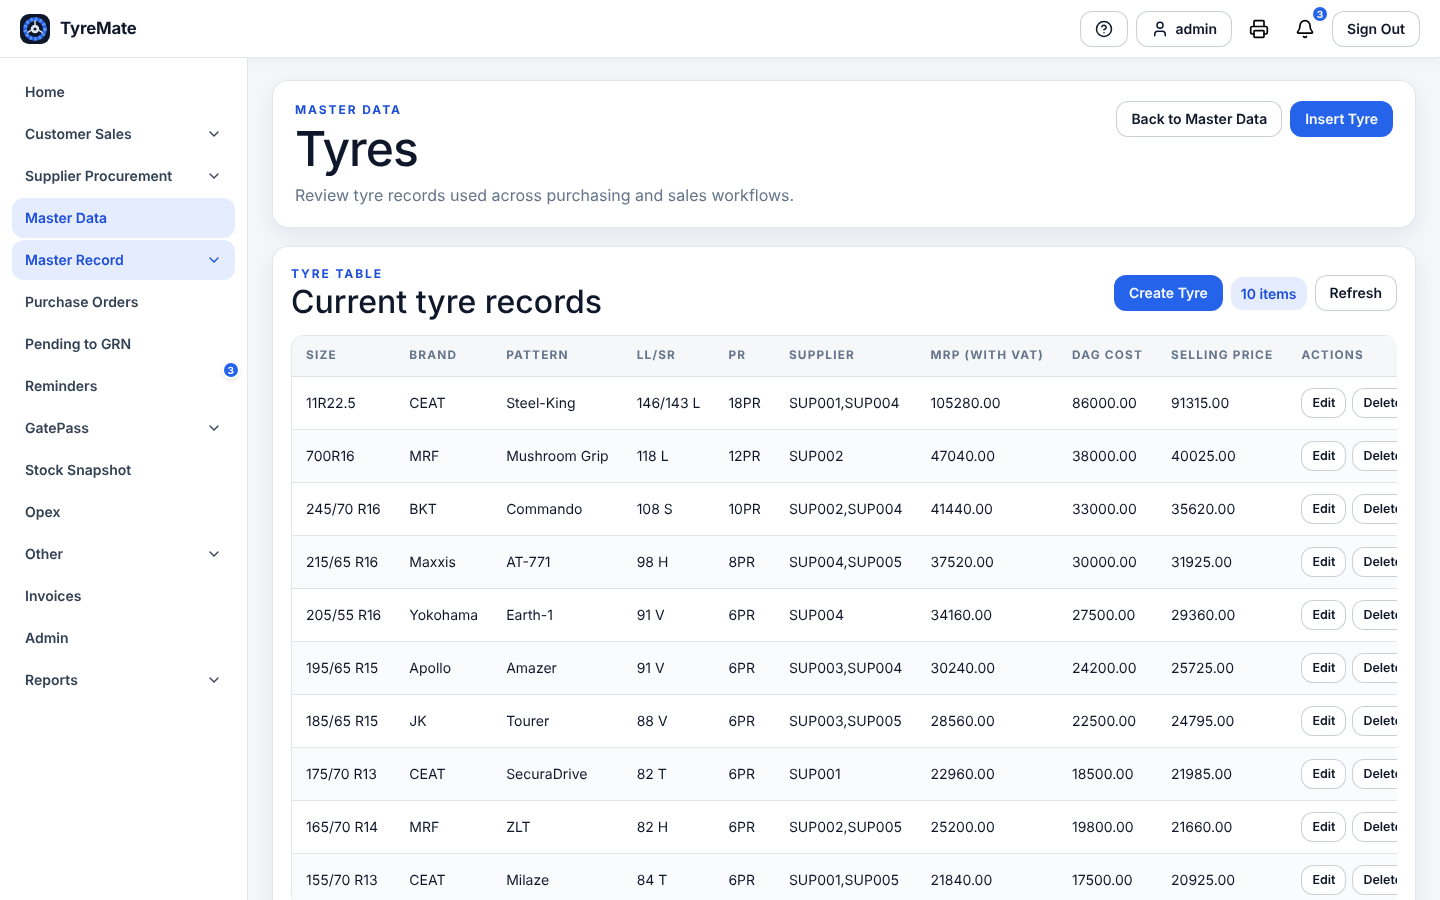 TyreMate
admin
3
Sign Out
Home
Customer Sales
Supplier Procurement
Master Data
Master Record
Purchase Orders
Pending to GRN
Reminders
3
GatePass
Stock Snapshot
Opex
Other
Invoices
Admin
Reports
MASTER DATA
Tyres
Review tyre records used across purchasing and sales workflows.
Back to Master Data
Insert Tyre
TYRE TABLE
Current tyre records
Create Tyre
10 items
Refresh
SIZE BRAND PATTERN LL/SR PR SUPPLIER MRP (WITH VAT) DAG COST SELLING PRICE ACTIONS
11R22.5 CEAT Steel-King 146/143 L 18PR SUP001,SUP004 105280.00 86000.00 91315.00 Edit Delete
700R16 MRF Mushroom Grip 118 L 12PR SUP002 47040.00 38000.00 40025.00 Edit Delete
245/70 R16 BKT Commando 108 S 10PR SUP002,SUP004 41440.00 33000.00 35620.00 Edit Delete
215/65 R16 Maxxis AT-771 98 H 8PR SUP004,SUP005 37520.00 30000.00 31925.00 Edit Delete
205/55 R16 Yokohama Earth-1 91 V 6PR SUP004 34160.00 27500.00 29360.00 Edit Delete
195/65 R15 Apollo Amazer 91 V 6PR SUP003,SUP004 30240.00 24200.00 25725.00 Edit Delete
185/65 R15 JK Tourer 88 V 6PR SUP003,SUP005 28560.00 22500.00 24795.00 Edit Delete
175/70 R13 CEAT SecuraDrive 82 T 6PR SUP001 22960.00 18500.00 21985.00 Edit Delete
165/70 R14 MRF ZLT 82 H 6PR SUP002,SUP005 25200.00 19800.00 21660.00 Edit Delete
155/70 R13 CEAT Milaze 84 T 6PR SUP001,SUP005 21840.00 17500.00 20925.00 Edit Delete